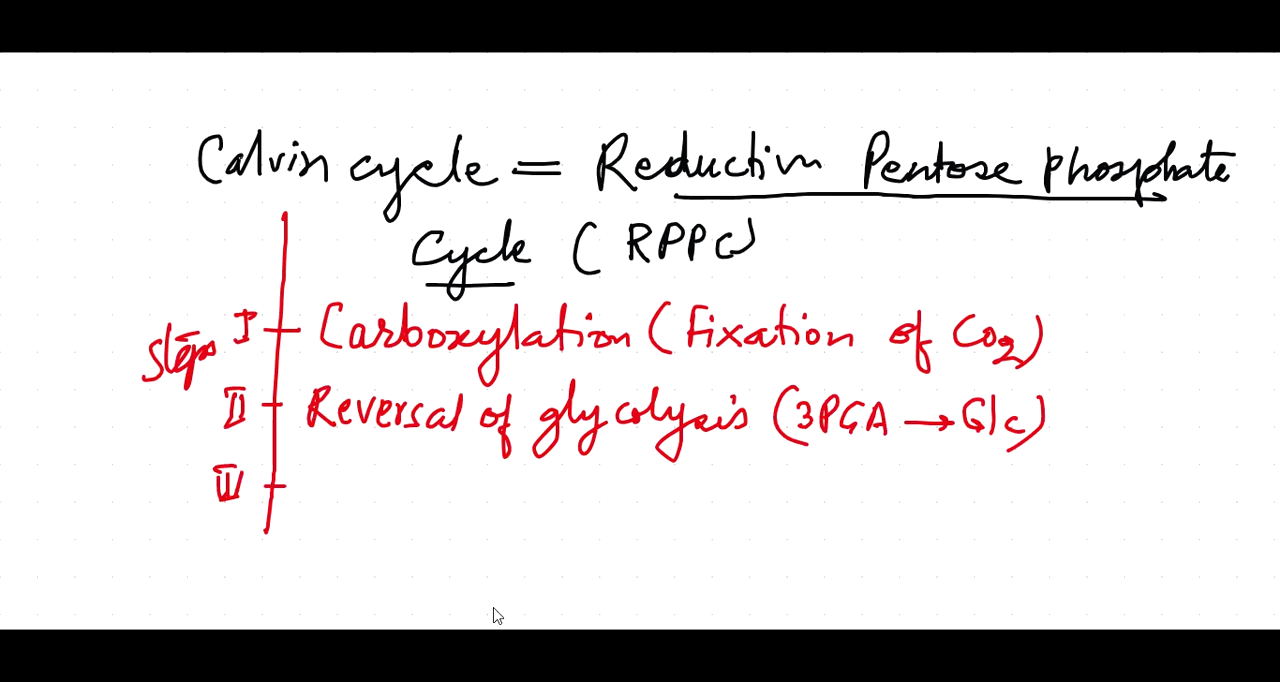 Calvin cycle = Reduction Pentose Phosphate
Cycle (RPPC)
Steps
I Carboxylation (Fixation of CO2)
II Reversal of glycolysis (3PGA → Glc)
III